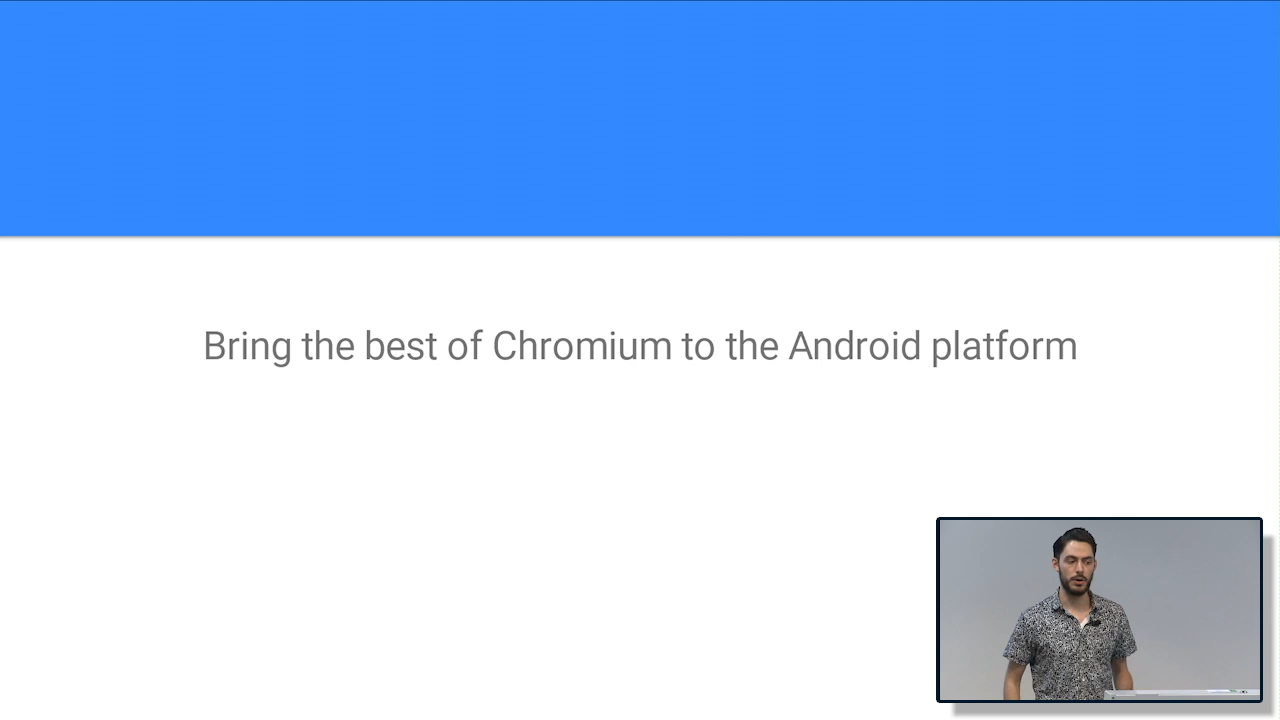 Bring the best of Chromium to the Android platform